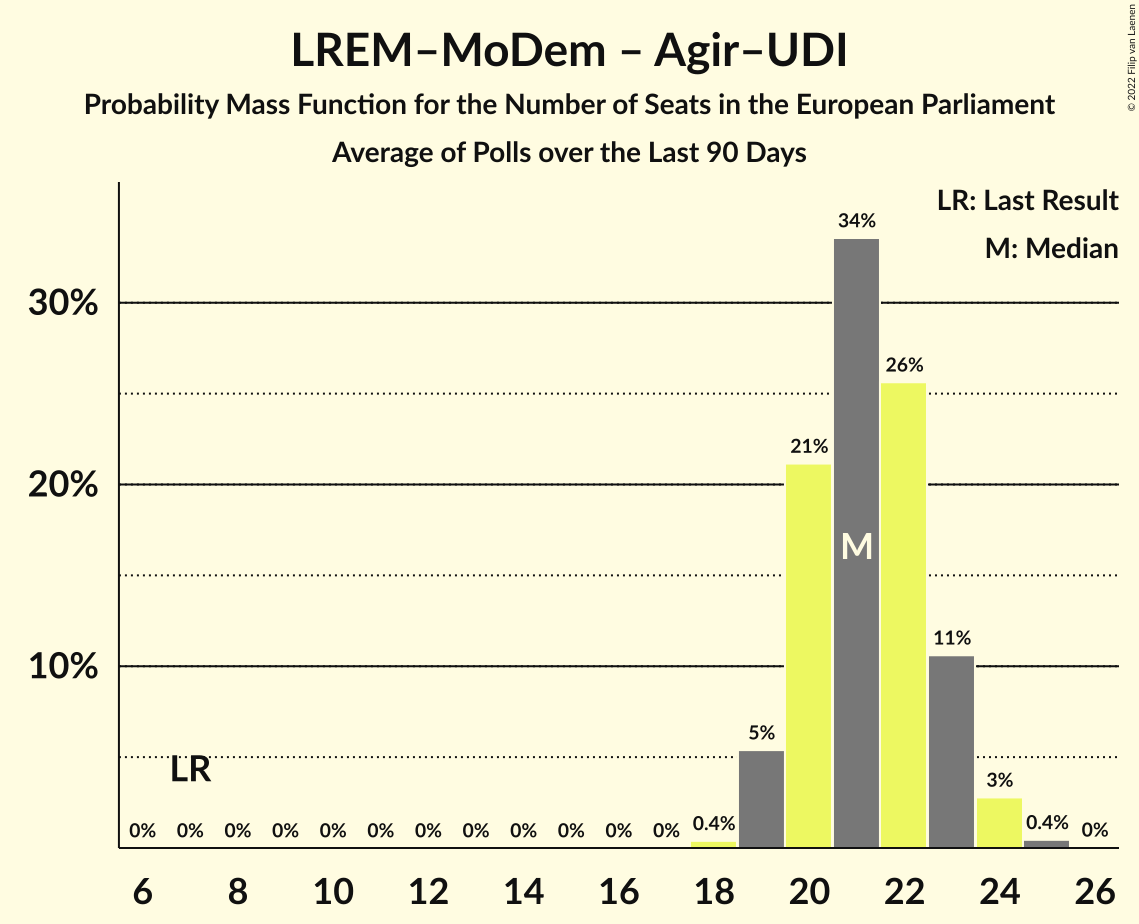 LREM–MoDem – Agir–UDI
Probability Mass Function for the Number of Seats in the European Parliament
Average of Polls over the Last 90 Days
© 2022 Filip van Laenen
LR: Last Result
M: Median
34%
30%
26%
21%
20%
M
11%
10%
5%
LR
3%
0% 0% 0% 0% 0% 0% 0% 0% 0% 0% 0% 0% 0.4% 0.4% 0%
6 8 10 12 14 16 18 20 22 24 26